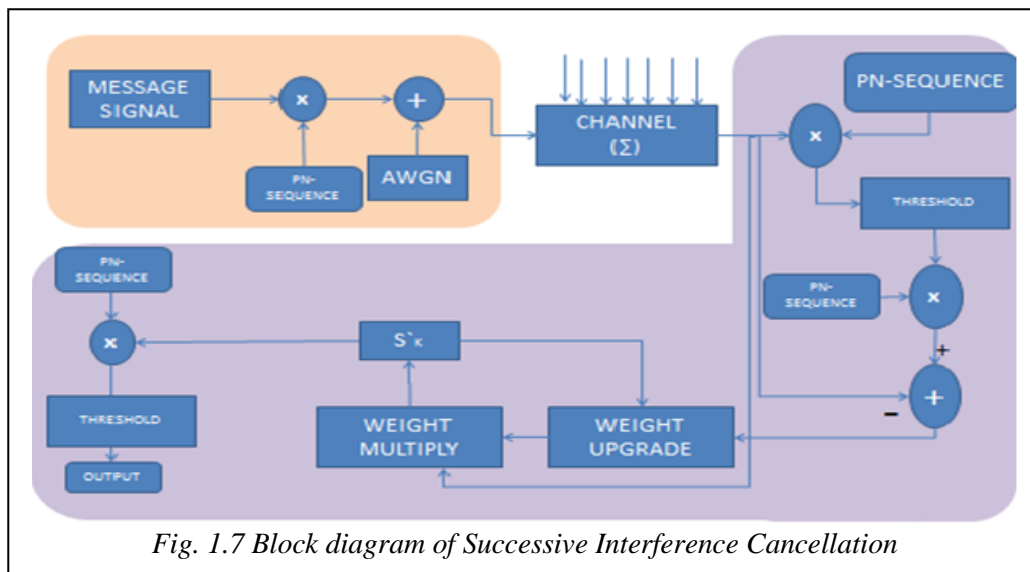 MESSAGE
SIGNAL
x
+
PN-
SEQUENCE
AWGN
CHANNEL
(Σ)
PN-SEQUENCE
x
THRESHOLD
PN-
SEQUENCE
x
+
+
−
PN-
SEQUENCE
x
S`K
THRESHOLD
WEIGHT
MULTIPLY
WEIGHT
UPGRADE
OUTPUT
Fig. 1.7 Block diagram of Successive Interference Cancellation